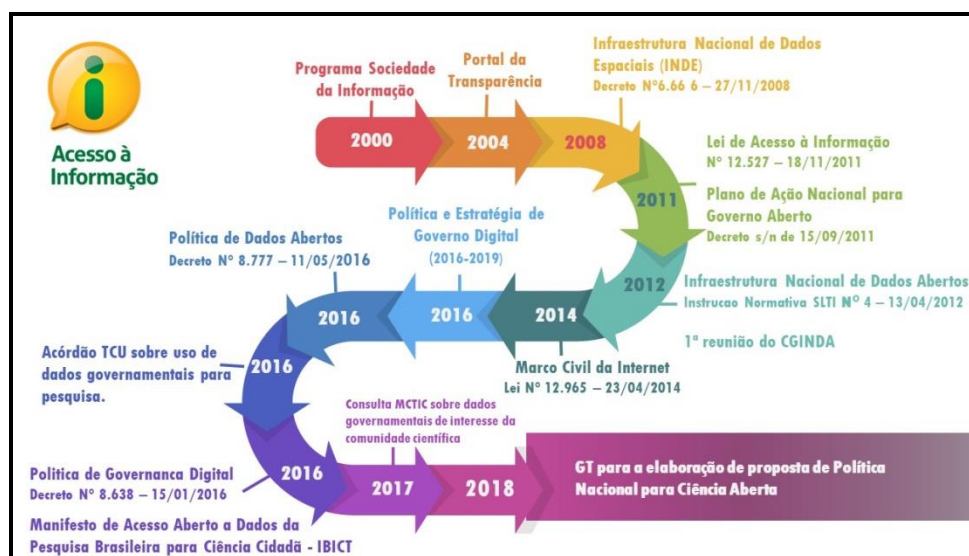 Acesso à
Informação
Programa Sociedade
da Informação
2000
Portal da
Transparência
2004
Infraestrutura Nacional de Dados
Espaciais (INDE)
Decreto Nº6.66 6 – 27/11/2008
2008
Lei de Acesso à Informação
N° 12.527 – 18/11/2011
2011
Plano de Ação Nacional para
Governo Aberto
Decreto s/n de 15/09/2011
Infraestrutura Nacional de Dados Abertos
Instrucao Normativa SLTI Nº 4 – 13/04/2012
2012
1ª reunião do CGINDA
2014
Marco Civil da Internet
Lei N° 12.965 – 23/04/2014
Política e Estratégia de
Governo Digital
(2016-2019)
2016
Política de Dados Abertos
Decreto N° 8.777 – 11/05/2016
2016
Acórdão TCU sobre uso de
dados governamentais para
pesquisa.
2016
Politica de Governanca Digital
Decreto N° 8.638 – 15/01/2016
2016
Manifesto de Acesso Aberto a Dados da
Pesquisa Brasileira para Ciência Cidadã - IBICT
Consulta MCTIC sobre dados
governamentais de interesse da
comunidade científica
2017
2018
GT para a elaboração de proposta de Política
Nacional para Ciência Aberta